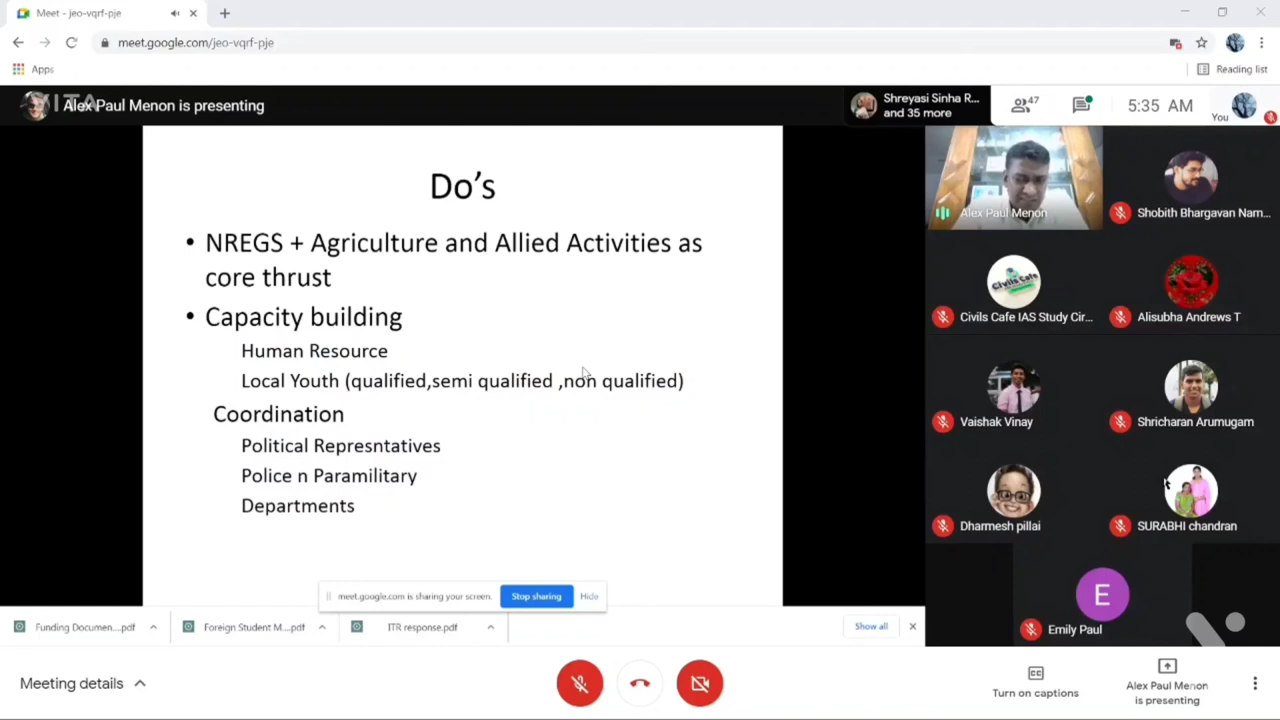 Meet - jeo-vqrf-pje
meet.google.com/jeo-vqrf-pje
Apps
Reading list
Alex Paul Menon is presenting
Shreyasi Sinha R...
and 35 more
47
5:35 AM
You
Do's
• NREGS + Agriculture and Allied Activities as
core thrust
• Capacity building
Human Resource
Local Youth (qualified,semi qualified ,non qualified)
Coordination
Political Represntatives
Police n Paramilitary
Departments
Alex Paul Menon
Shobith Bhargavan Nam...
Civils Cafe
Civils Cafe IAS Study Cir...
Alisubha Andrews T
Vaishak Vinay
Shricharan Arumugam
Dharmesh pillai
SURABHI chandran
E
Emily Paul
meet.google.com is sharing your screen.
Stop sharing
Hide
Funding Documen....pdf
Foreign Student M....pdf
ITR response.pdf
Show all
Meeting details
Turn on captions
Alex Paul Menon
is presenting